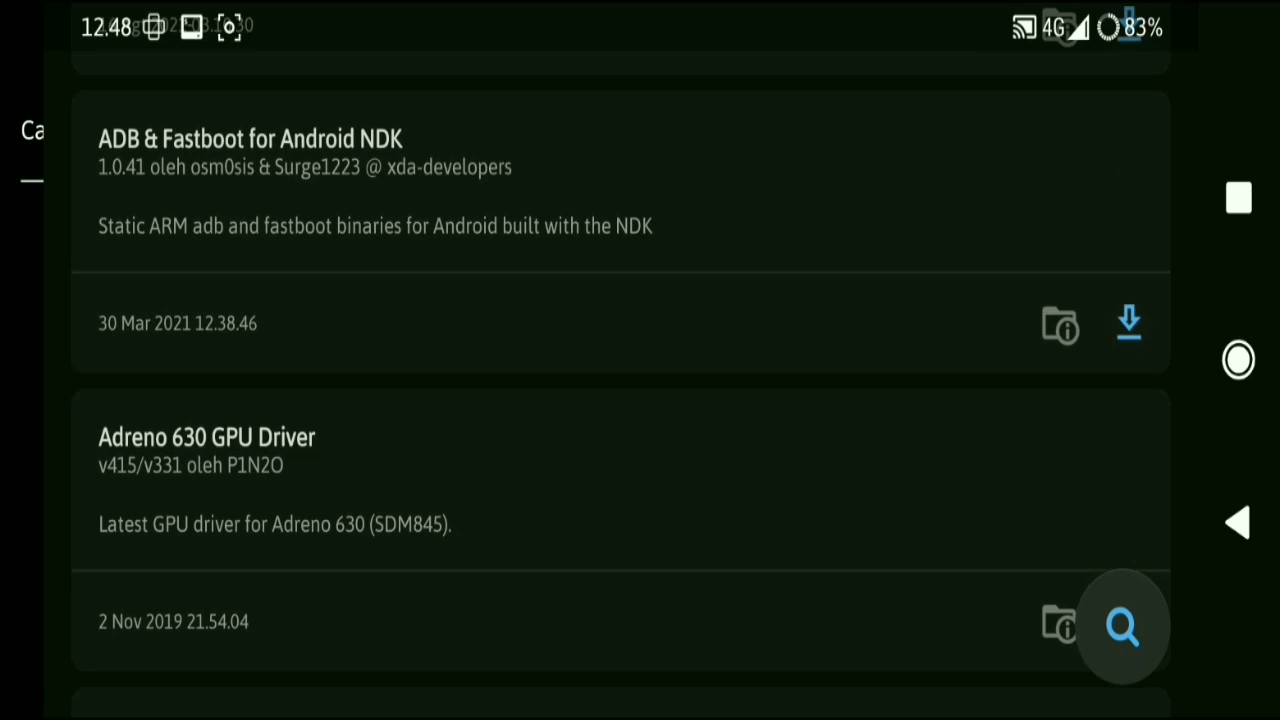 12.48
4G
83%
Ca
ADB & Fastboot for Android NDK
1.0.41 oleh osm0sis & Surge1223 @ xda-developers
Static ARM adb and fastboot binaries for Android built with the NDK
30 Mar 2021 12.38.46
Adreno 630 GPU Driver
v415/v331 oleh P1N2O
Latest GPU driver for Adreno 630 (SDM845).
2 Nov 2019 21.54.04